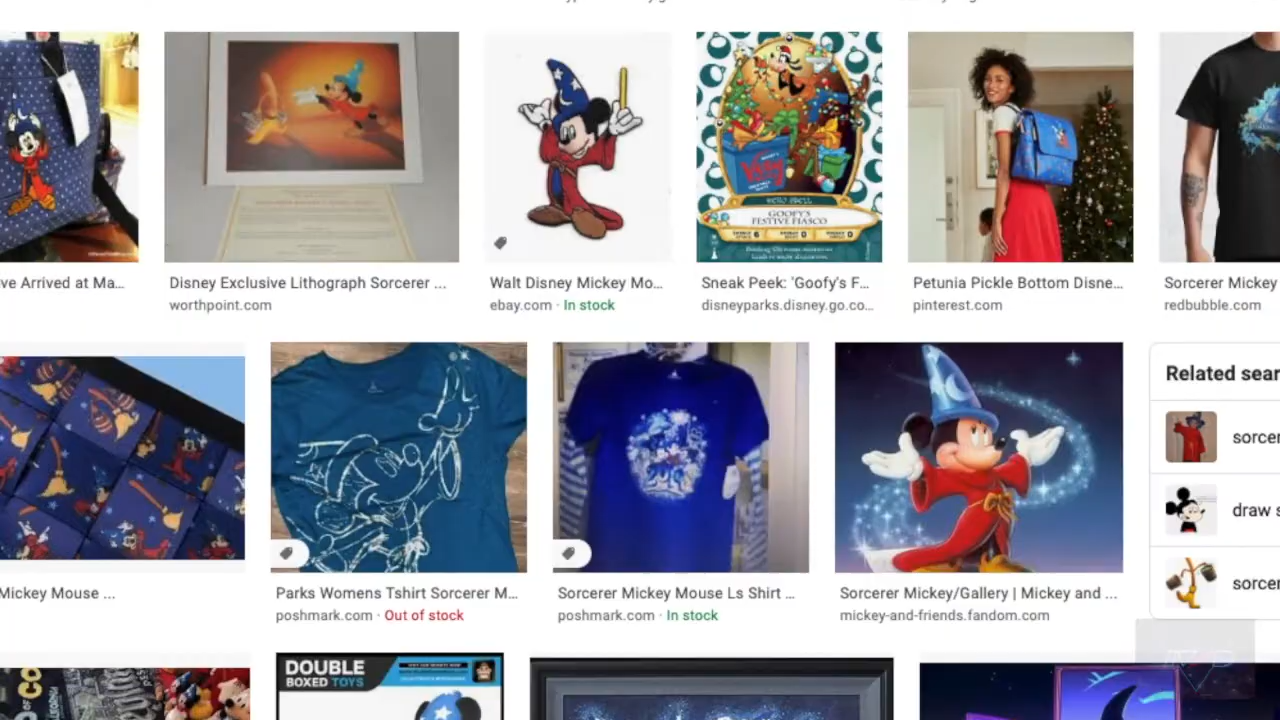 ve Arrived at Ma...
Disney Exclusive Lithograph Sorcerer ...
worthpoint.com
Walt Disney Mickey Mo...
ebay.com · In stock
GOOFY'S
FESTIVE FIASCO
Sneak Peek: 'Goofy's F...
disneyparks.disney.go.co...
Petunia Pickle Bottom Disne...
pinterest.com
Sorcerer Mickey
redbubble.com
Mickey Mouse ...
Parks Womens Tshirt Sorcerer M...
poshmark.com · Out of stock
Sorcerer Mickey Mouse Ls Shirt ...
poshmark.com · In stock
Sorcerer Mickey/Gallery | Mickey and ...
mickey-and-friends.fandom.com
Related sear
sorcer
draw s
sorcer
DOUBLE
BOXED TOYS